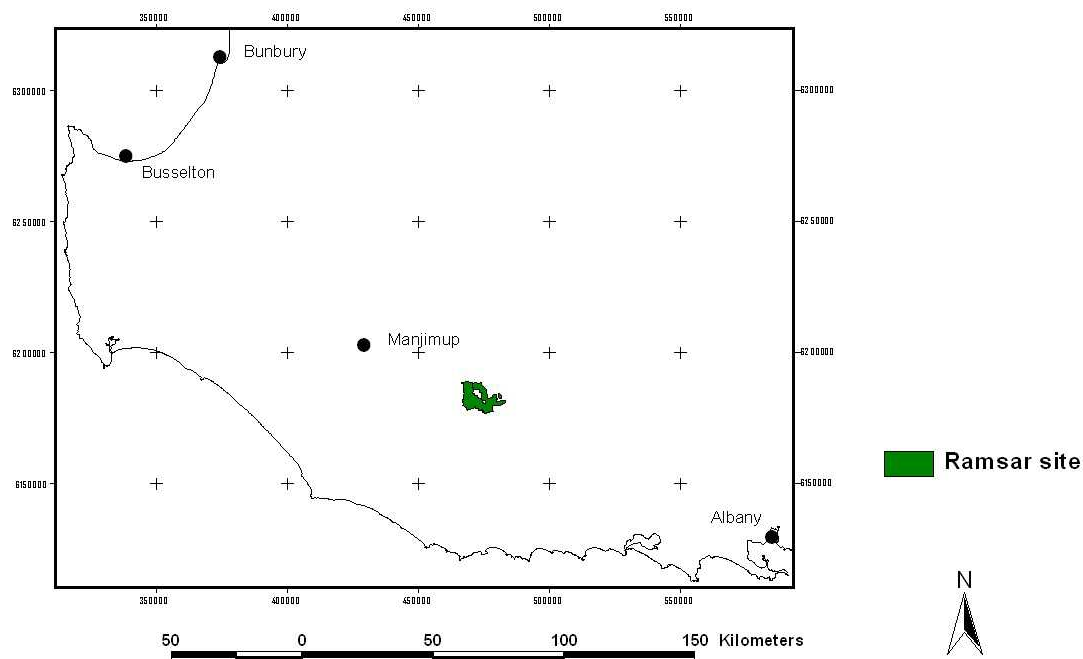 350000 400000 450000 500000 550000
Bunbury
6300000 6300000
Busselton
6250000 6250000
Manjimup
6200000 6200000
Ramsar site
6150000 6150000
Albany
N
350000 400000 450000 500000 550000
50 0 50 100 150 Kilometers